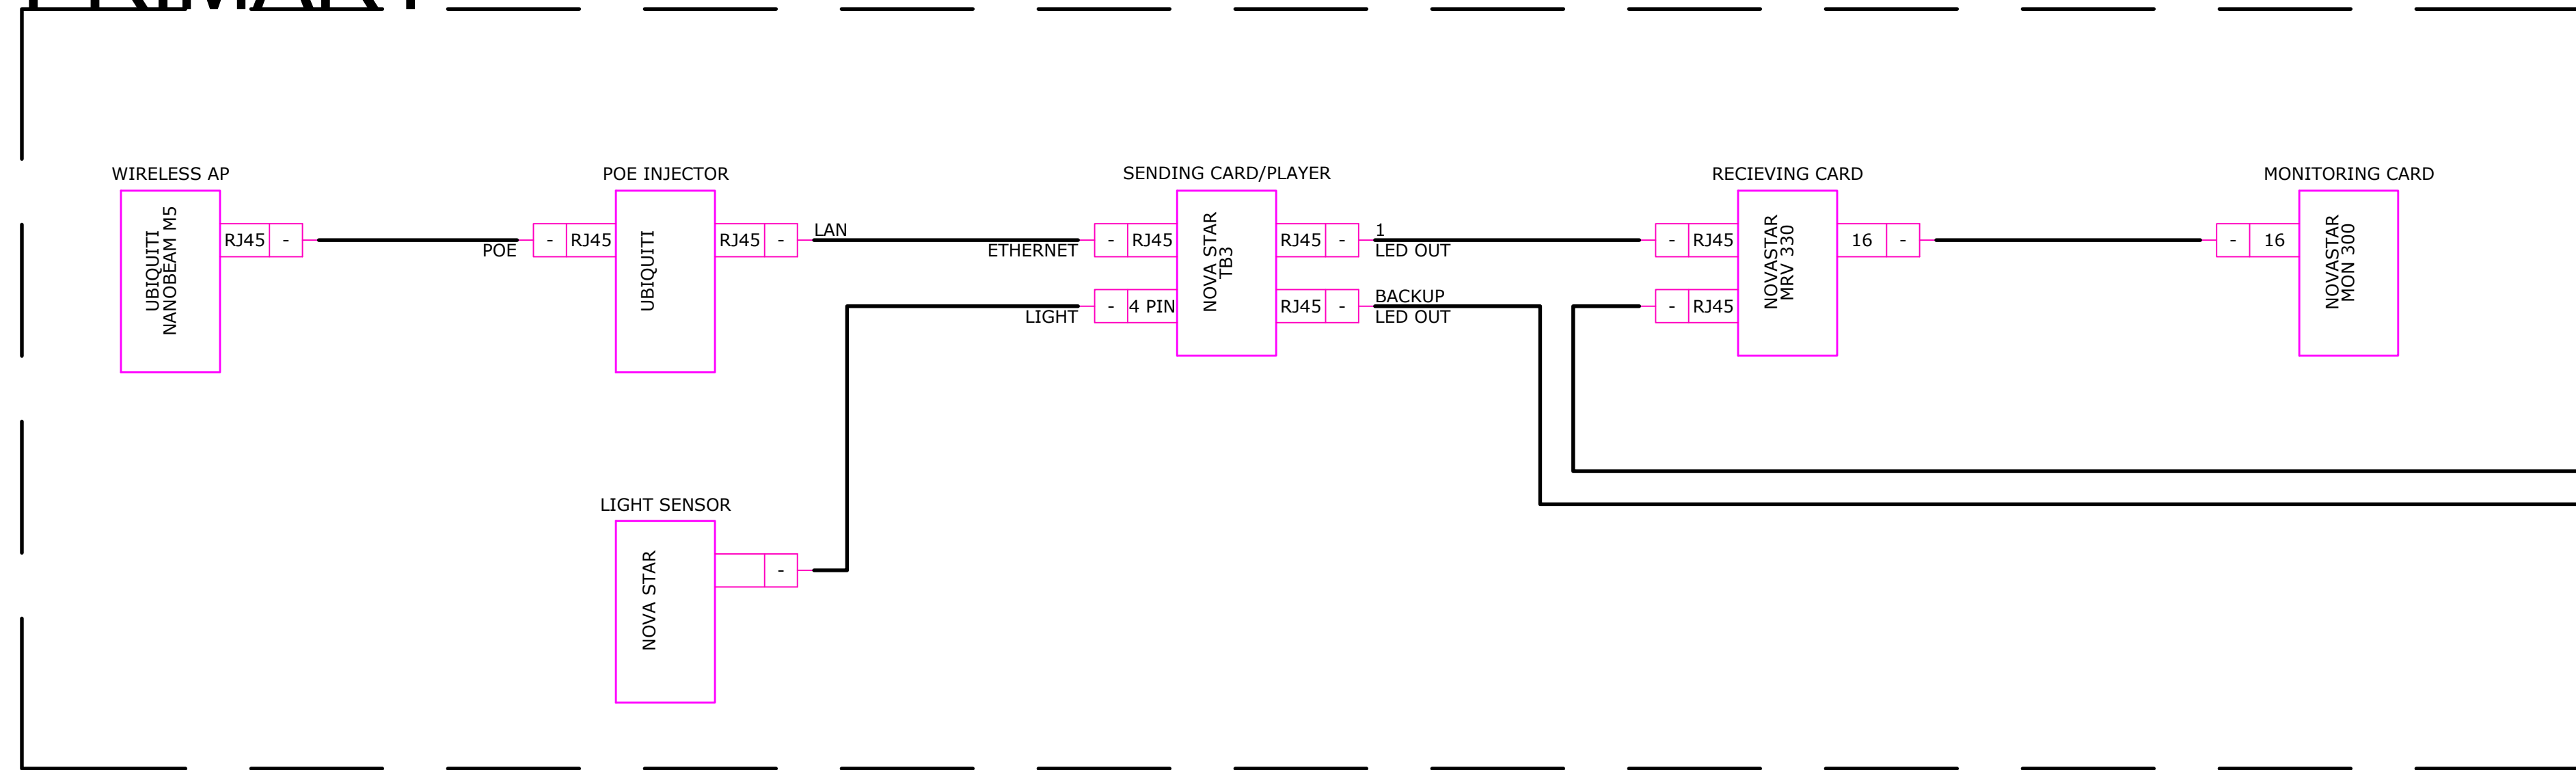 PRIMARY
WIRELESS AP
UBIQUITI
NANOBEAM M5
RJ45 -
POE
POE INJECTOR
- RJ45
UBIQUITI
RJ45 -
LAN
ETHERNET
SENDING CARD/PLAYER
- RJ45
- 4 PIN
LIGHT
NOVA STAR
TB3
RJ45 -
1
LED OUT
RJ45 -
BACKUP
LED OUT
RECIEVING CARD
- RJ45
- RJ45
NOVASTAR
MRV 330
16 -
MONITORING CARD
- 16
NOVASTAR
MON 300
LIGHT SENSOR
NOVA STAR
-